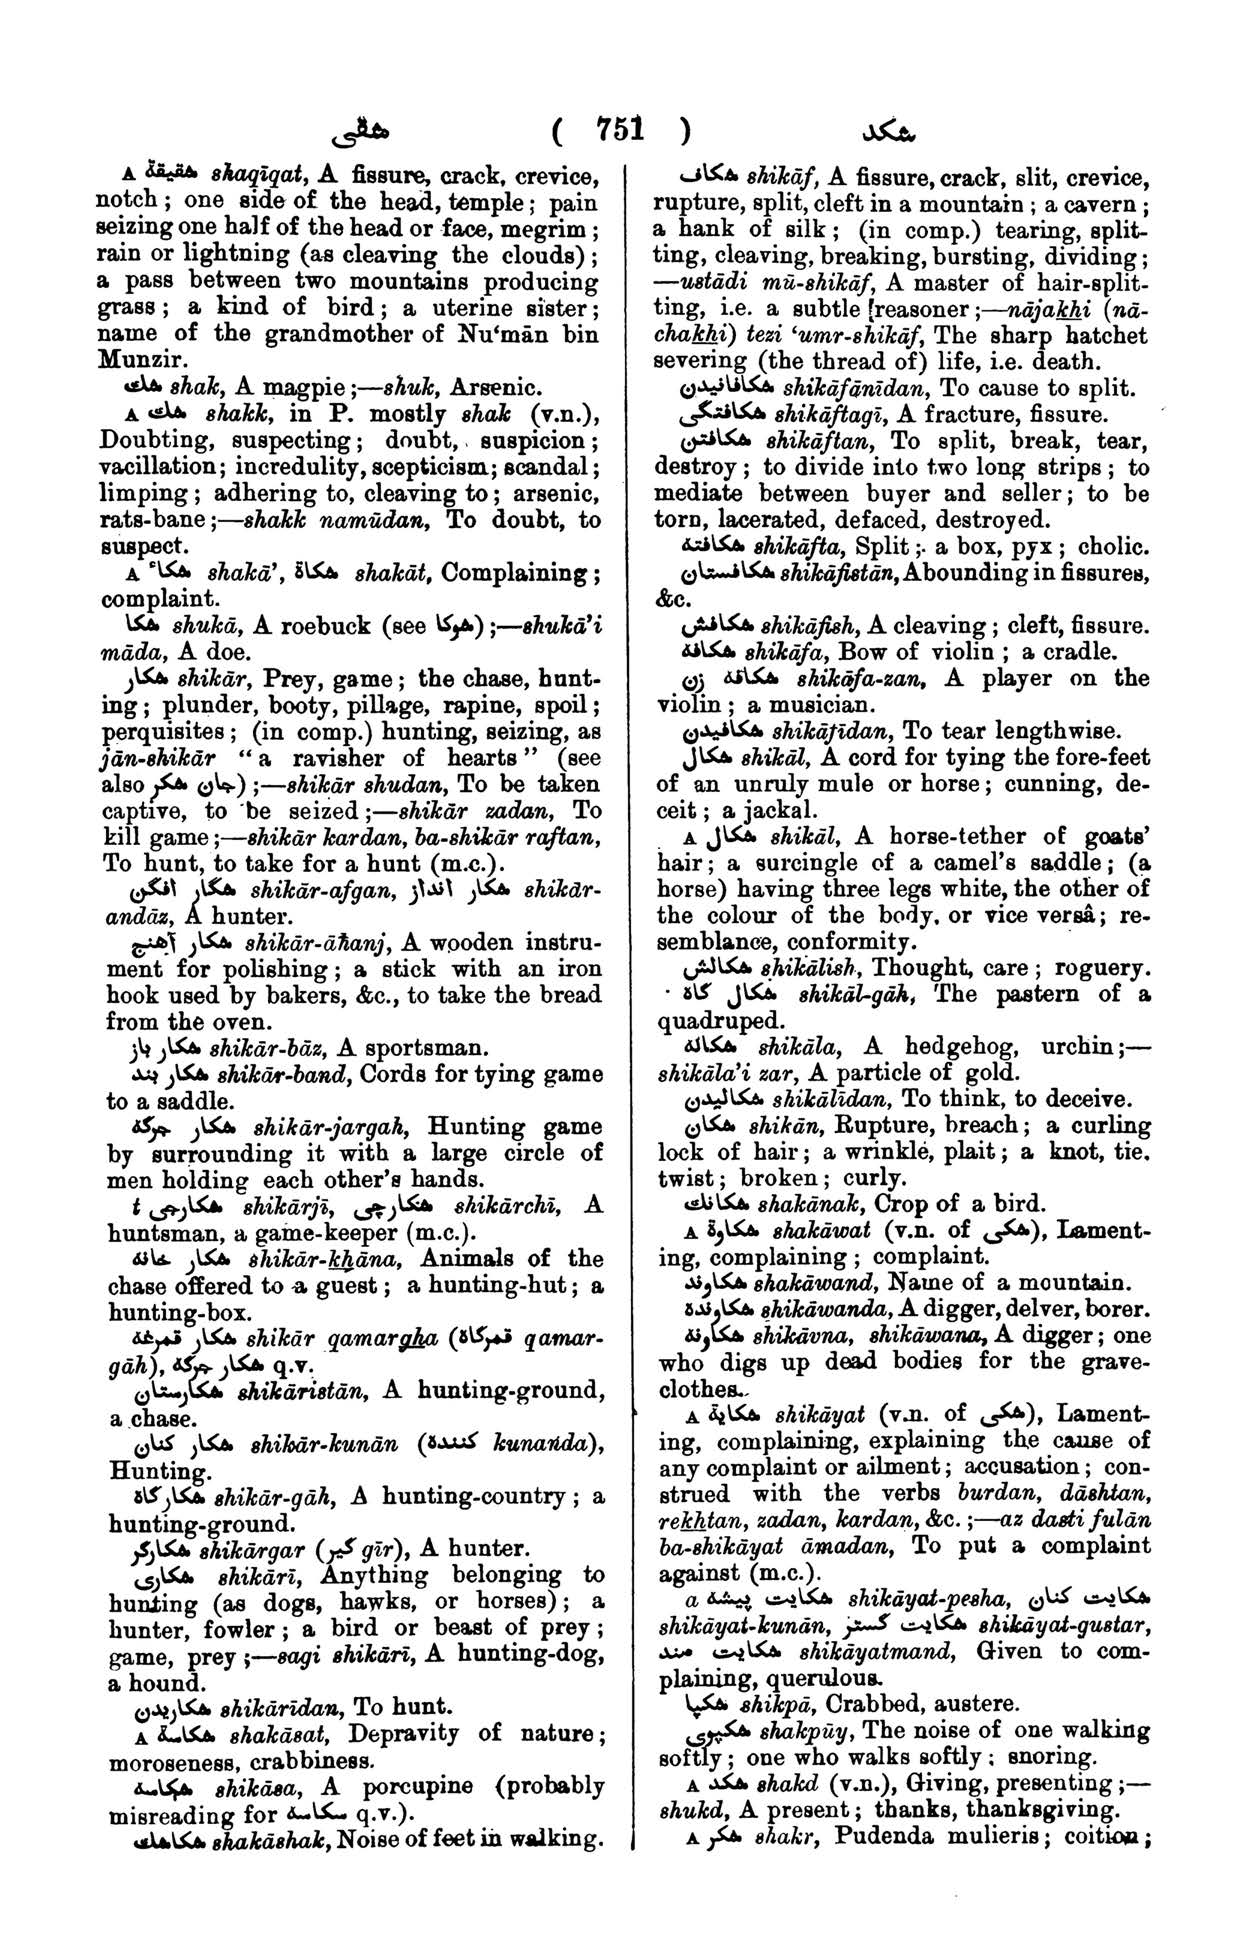 شقی ( 751 ) شکد
A شقیقة shaqīqat, A fissure, crack, crevice,
notch; one side of the head, temple; pain
seizing one half of the head or face, megrim;
rain or lightning (as cleaving the clouds);
a pass between two mountains producing
grass; a kind of bird; a uterine sister;
name of the grandmother of Nu‘mān bin
Munzir.
شك shak, A magpie;—shuk, Arsenic.
A شك shakk, in P. mostly shak (v.n.),
Doubting, suspecting; doubt, suspicion;
vacillation; incredulity, scepticism; scandal;
limping; adhering to, cleaving to; arsenic,
rats-bane;—shakk namūdan, To doubt, to
suspect.
A شكاء shakā’, شكاة shakāt, Complaining;
complaint.
شکا shukā, A roebuck (see شوکا);—shukā’i
māda, A doe.
شکار shikār, Prey, game; the chase, hunt-
ing; plunder, booty, pillage, rapine, spoil;
perquisites; (in comp.) hunting, seizing, as
jān-shikār “a ravisher of hearts” (see
also جان شکر);—shikār shudan, To be taken
captive, to be seized;—shikār zadan, To
kill game;—shikār kardan, ba-shikār raftan,
To hunt, to take for a hunt (m.c.).
شکار افگن shikār-afgan, شکار انداز shikār-
andāz, A hunter.
شکار آهنج shikār-āhanj, A wooden instru-
ment for polishing; a stick with an iron
hook used by bakers, &c., to take the bread
from the oven.
شکار باز shikār-bāz, A sportsman.
شکار بند shikār-band, Cords for tying game
to a saddle.
شکار جرگه shikār-jargah, Hunting game
by surrounding it with a large circle of
men holding each other’s hands.
t شکارجی shikārjī, شکارچی shikārchī, A
huntsman, a game-keeper (m.c.).
شکار خانه shikār-khāna, Animals of the
chase offered to a guest; a hunting-hut; a
hunting-box.
شکار قمرغه shikār qamargha (قمرگاه qamar-
gāh), شکار جرگه q.v.
شکارستان shikāristān, A hunting-ground,
a chase.
شکار کنان shikār-kunān (کننده kunanda),
Hunting.
شکار گاه shikār-gāh, A hunting-country; a
hunting-ground.
شکارگر shikārgar (گیر gīr), A hunter.
شکاری shikārī, Anything belonging to
hunting (as dogs, hawks, or horses); a
hunter, fowler; a bird or beast of prey;
game, prey;—sagi shikārī, A hunting-dog,
a hound.
شکاریدن shikārīdan, To hunt.
A شکاسة shakāsat, Depravity of nature;
moroseness, crabbiness.
شکاسه shikāsa, A porcupine (probably
misreading for سکاسه q.v.).
شکاشك shakāshak, Noise of feet in walking.
شکاف shikāf, A fissure, crack, slit, crevice,
rupture, split, cleft in a mountain; a cavern;
a hank of silk; (in comp.) tearing, split-
ting, cleaving, breaking, bursting, dividing;
—ustādi mū-shikāf, A master of hair-split-
ting, i.e. a subtle [reasoner;—nājakhi (nā-
chakhi) tezi ‘umr-shikāf, The sharp hatchet
severing (the thread of) life, i.e. death.
شکافانیدن shikāfānīdan, To cause to split.
شکافتگی shikāftagī, A fracture, fissure.
شکافتن shikāftan, To split, break, tear,
destroy; to divide into two long strips; to
mediate between buyer and seller; to be
torn, lacerated, defaced, destroyed.
شکافته shikāfta, Split; a box, pyx; cholic.
شکافستان shikāfistān, Abounding in fissures,
&c.
شکافش shikāfish, A cleaving; cleft, fissure.
شکافه shikāfa, Bow of violin; a cradle.
شکافه زن shikāfa-zan, A player on the
violin; a musician.
شکافیدن shikāfīdan, To tear lengthwise.
شکال shikāl, A cord for tying the fore-feet
of an unruly mule or horse; cunning, de-
ceit; a jackal.
A شکال shikāl, A horse-tether of goats’
hair; a surcingle of a camel’s saddle; (a
horse) having three legs white, the other of
the colour of the body, or vice versâ; re-
semblance, conformity.
شکالش shikālish, Thought, care; roguery.
شکال گاه shikāl-gāh, The pastern of a
quadruped.
شکاله shikāla, A hedgehog, urchin;—
shikāla’i zar, A particle of gold.
شکالیدن shikālīdan, To think, to deceive.
شکان shikān, Rupture, breach; a curling
lock of hair; a wrinkle, plait; a knot, tie,
twist; broken; curly.
شکانك shakānak, Crop of a bird.
A شکاوة shakāwat (v.n. of شکی), Lament-
ing, complaining; complaint.
شکاوند shakāwand, Name of a mountain.
شکاونده shikāwanda, A digger, delver, borer.
شکاونه shikāvna, shikāwana, A digger; one
who digs up dead bodies for the grave-
clothes.
A شکایة shikāyat (v.n. of شکی), Lament-
ing, complaining, explaining the cause of
any complaint or ailment; accusation; con-
strued with the verbs burdan, dāshtan,
rekhtan, zadan, kardan, &c.;—az dasti fulān
ba-shikāyat āmadan, To put a complaint
against (m.c.).
a شکایت پیشه shikāyat-pesha, شکایت کنان
shikāyat-kunān, شکایت گستر shikāyat-gustar,
شکایت مند shikāyatmand, Given to com-
plaining, querulous.
شکپا shikpā, Crabbed, austere.
شکپوی shakpūy, The noise of one walking
softly; one who walks softly; snoring.
A شکد shakd (v.n.), Giving, presenting;—
shukd, A present; thanks, thanksgiving.
A شکر shakr, Pudenda mulieris; coition;